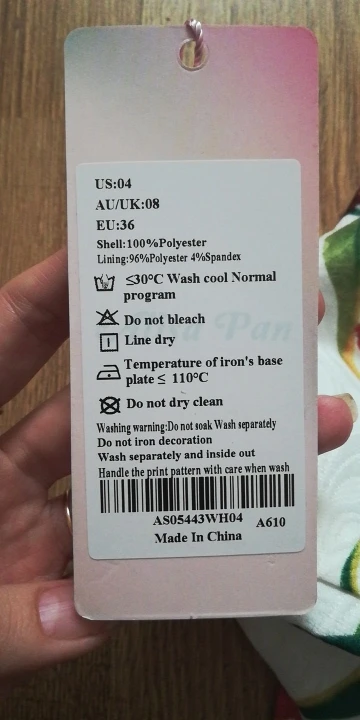 US:04
AU/UK:08
EU:36
Shell:100%Polyester
Lining:96%Polyester 4%Spandex
≤30°C Wash cool Normal
program
Do not bleach
Line dry
Temperature of iron's base
plate ≤ 110°C
Do not dry clean
Washing warning:Do not soak Wash separately
Do not iron decoration
Wash separately and inside out
Handle the print pattern with care when wash
AS05443WH04 A610
Made In China